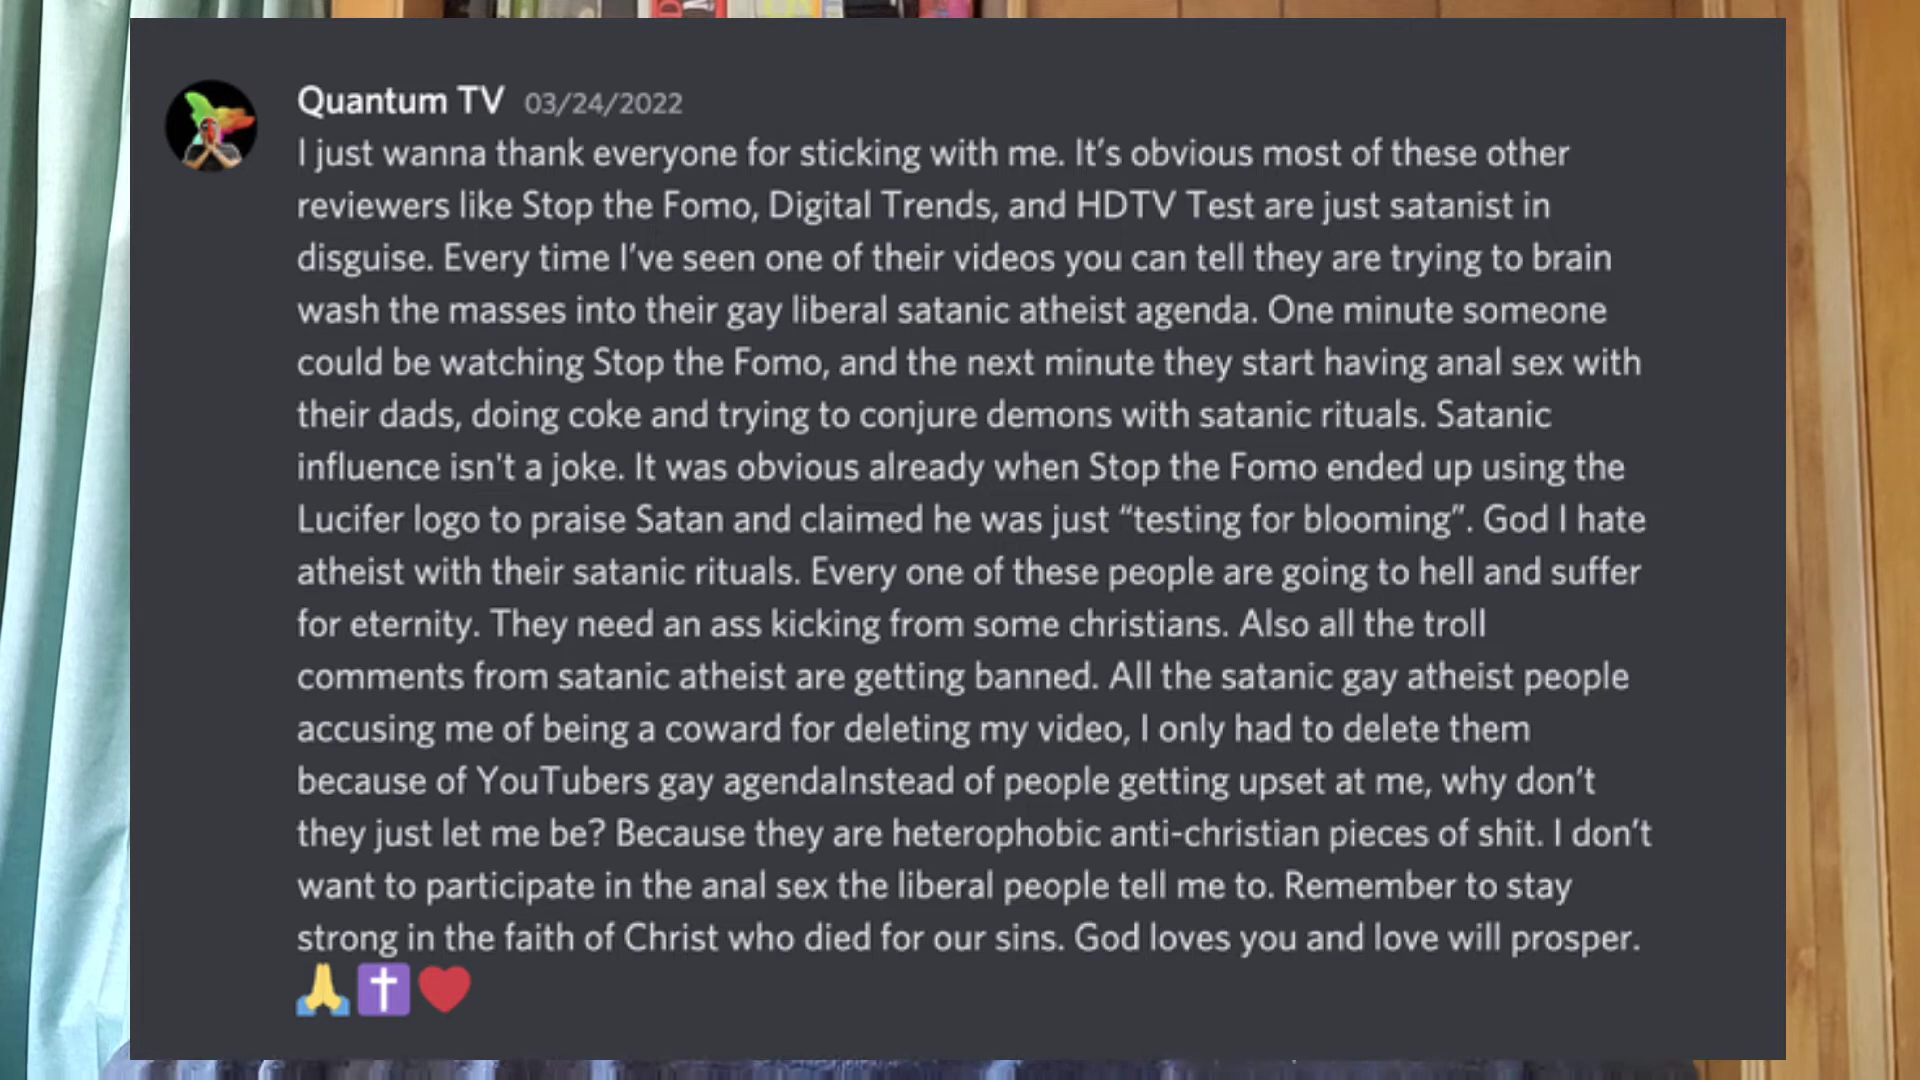 Quantum TV 03/24/2022
I just wanna thank everyone for sticking with me. It’s obvious most of these other
reviewers like Stop the Fomo, Digital Trends, and HDTV Test are just satanist in
disguise. Every time I’ve seen one of their videos you can tell they are trying to brain
wash the masses into their gay liberal satanic atheist agenda. One minute someone
could be watching Stop the Fomo, and the next minute they start having anal sex with
their dads, doing coke and trying to conjure demons with satanic rituals. Satanic
influence isn't a joke. It was obvious already when Stop the Fomo ended up using the
Lucifer logo to praise Satan and claimed he was just “testing for blooming”. God I hate
atheist with their satanic rituals. Every one of these people are going to hell and suffer
for eternity. They need an ass kicking from some christians. Also all the troll
comments from satanic atheist are getting banned. All the satanic gay atheist people
accusing me of being a coward for deleting my video, I only had to delete them
because of YouTubers gay agendaInstead of people getting upset at me, why don’t
they just let me be? Because they are heterophobic anti-christian pieces of shit. I don’t
want to participate in the anal sex the liberal people tell me to. Remember to stay
strong in the faith of Christ who died for our sins. God loves you and love will prosper.
🙏✝️❤️